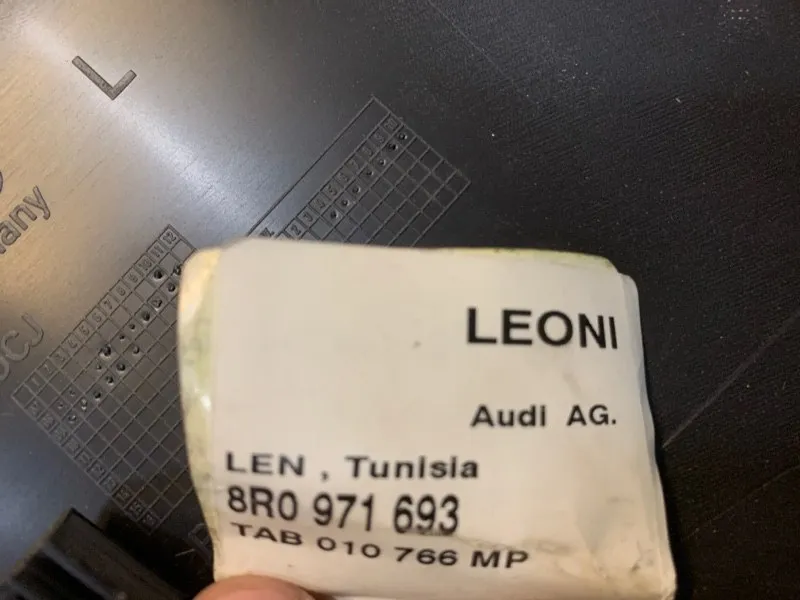 L
LEONI
Audi AG.
LEN , Tunisia
8R0 971 693
TAB 010 766 MP